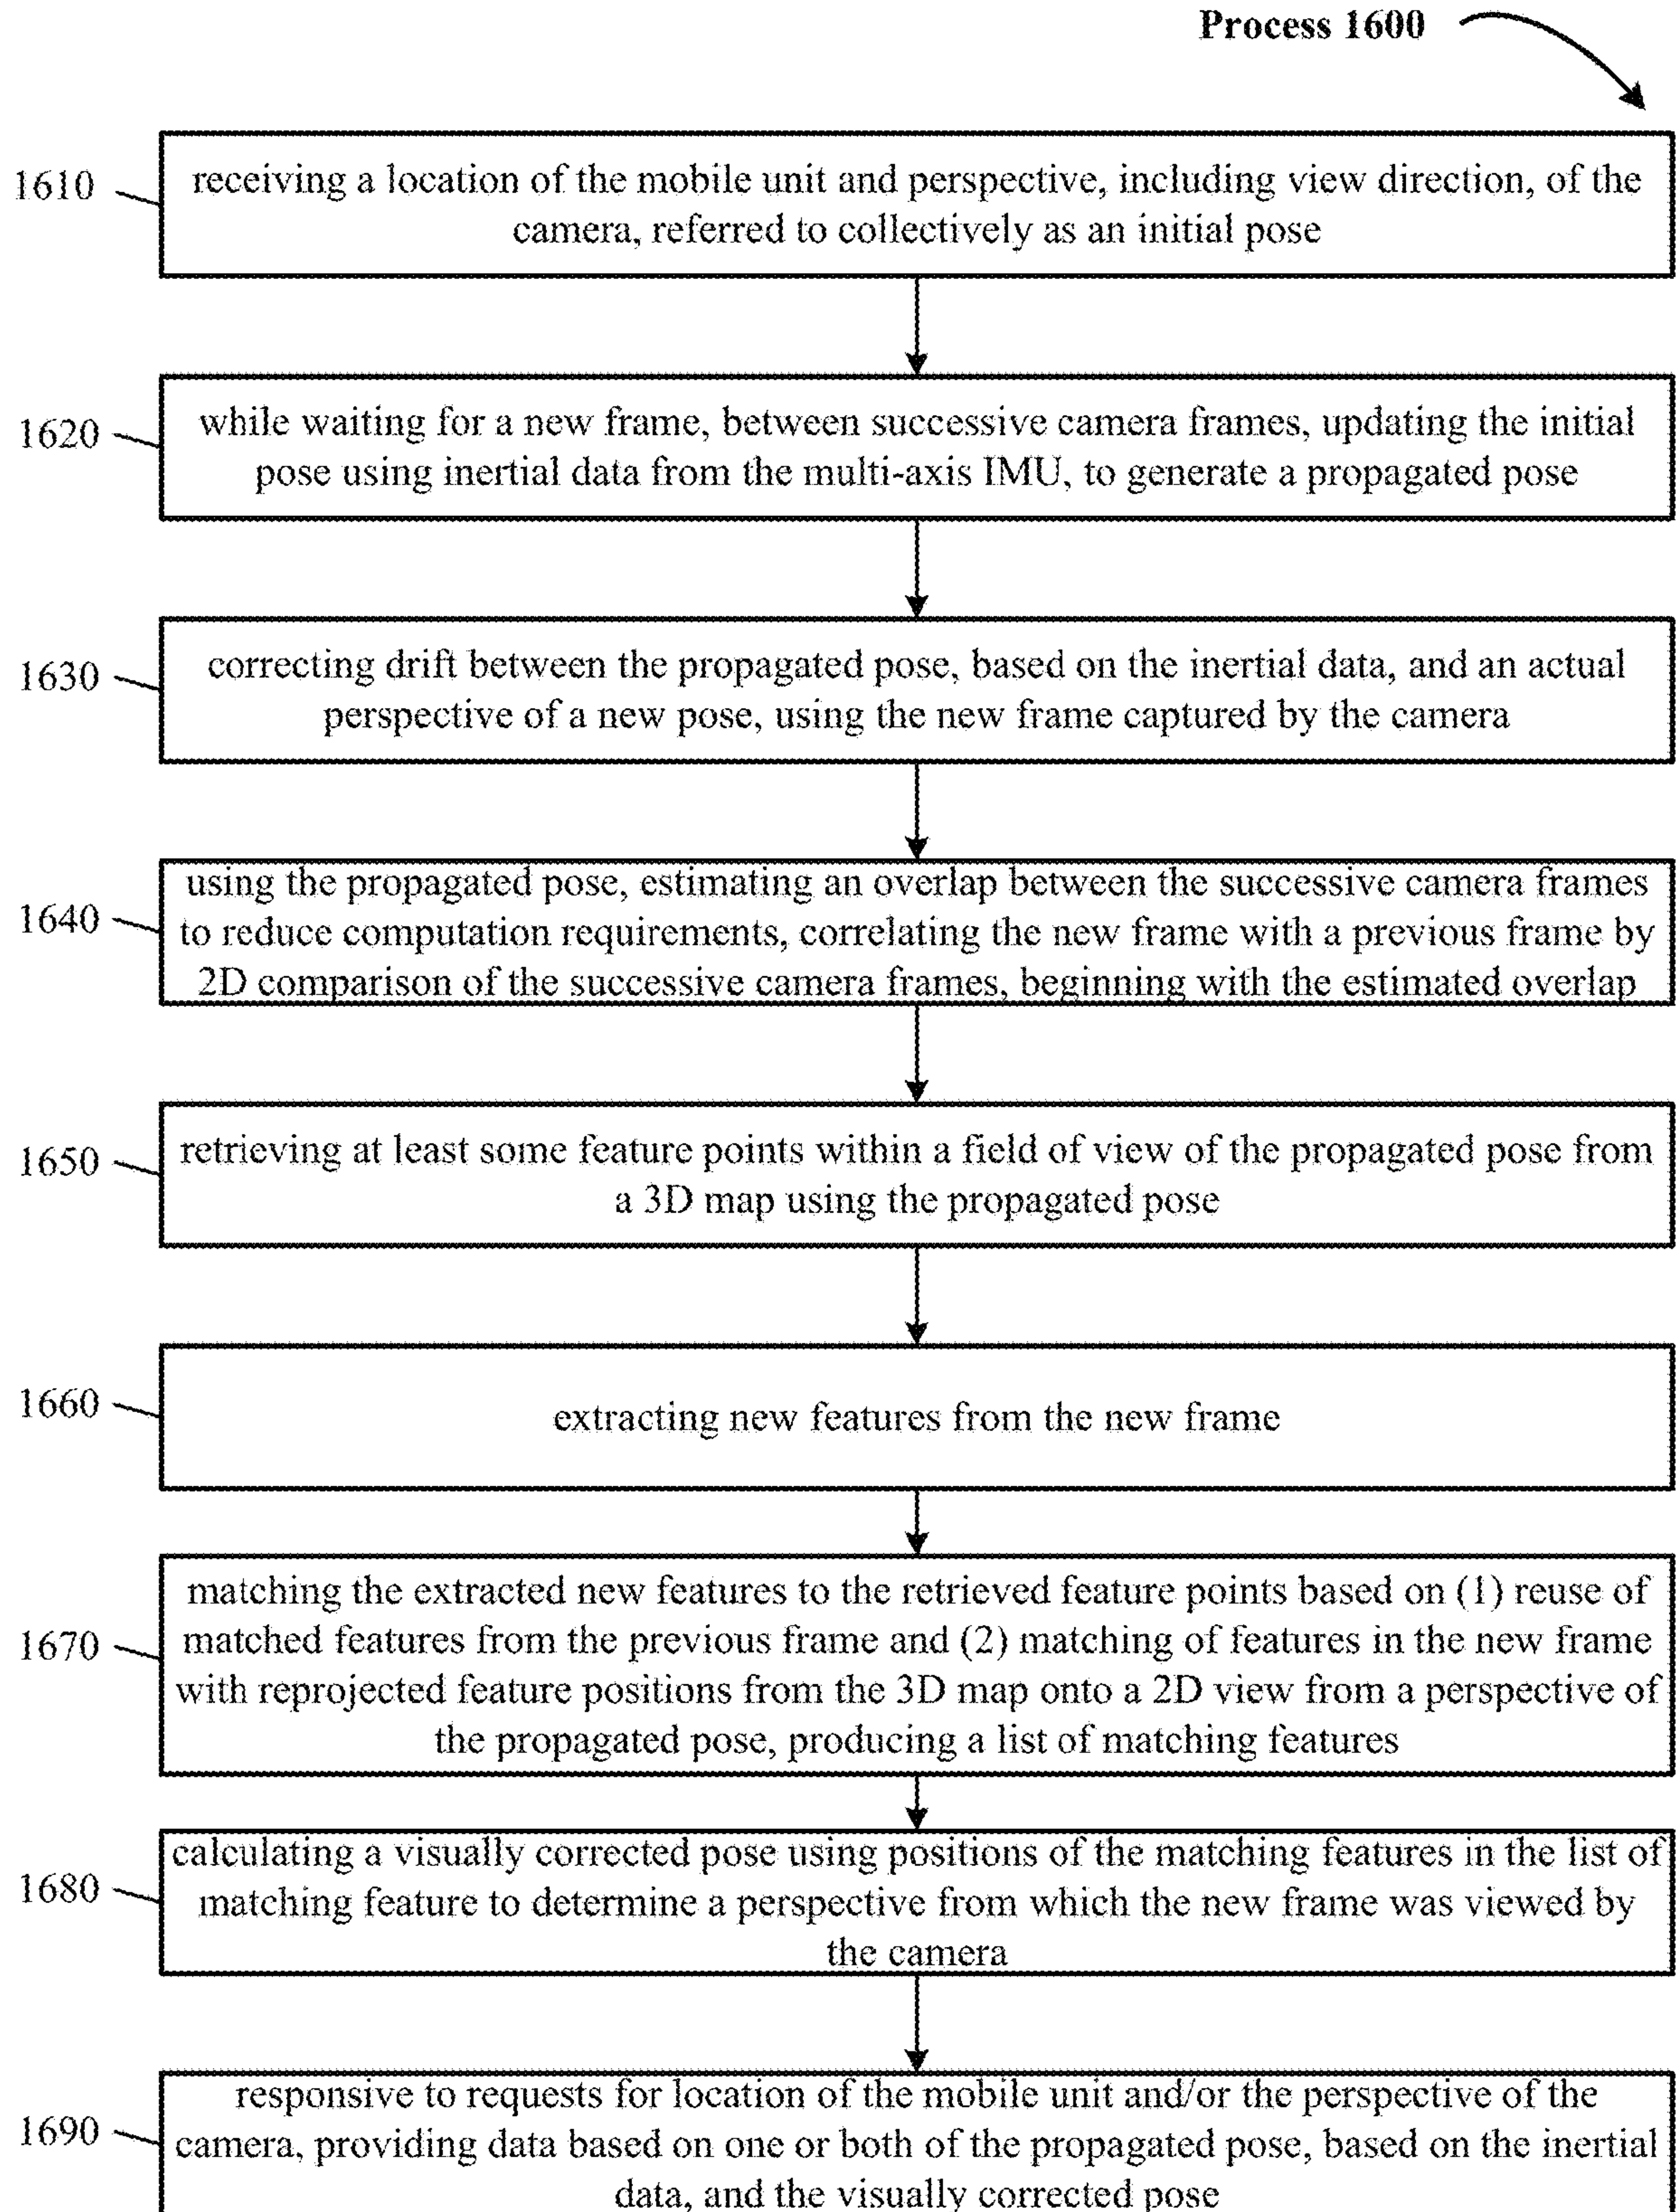 Process 1600
1610
receiving a location of the mobile unit and perspective, including view direction, of the
camera, referred to collectively as an initial pose
1620
while waiting for a new frame, between successive camera frames, updating the initial
pose using inertial data from the multi-axis IMU, to generate a propagated pose
1630
correcting drift between the propagated pose, based on the inertial data, and an actual
perspective of a new pose, using the new frame captured by the camera
1640
using the propagated pose, estimating an overlap between the successive camera frames
to reduce computation requirements, correlating the new frame with a previous frame by
2D comparison of the successive camera frames, beginning with the estimated overlap
1650
retrieving at least some feature points within a field of view of the propagated pose from
a 3D map using the propagated pose
1660
extracting new features from the new frame
1670
matching the extracted new features to the retrieved feature points based on (1) reuse of
matched features from the previous frame and (2) matching of features in the new frame
with reprojected feature positions from the 3D map onto a 2D view from a perspective of
the propagated pose, producing a list of matching features
1680
calculating a visually corrected pose using positions of the matching features in the list of
matching feature to determine a perspective from which the new frame was viewed by
the camera
1690
responsive to requests for location of the mobile unit and/or the perspective of the
camera, providing data based on one or both of the propagated pose, based on the inertial
data, and the visually corrected pose